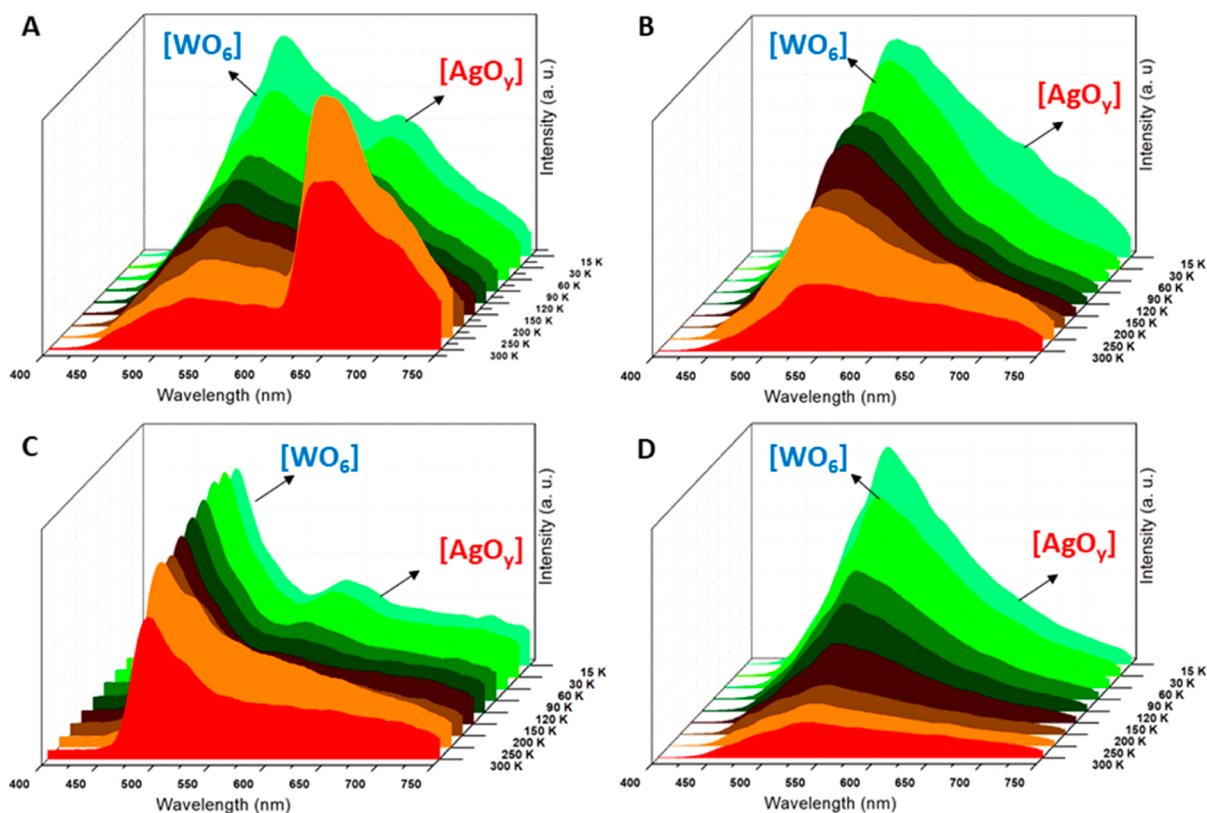 A
[WO6]
[AgOy]
Intensity (a. u.)
15 K
30 K
60 K
90 K
120 K
150 K
200 K
250 K
300 K
400 450 500 550 600 650 700 750
Wavelength (nm)
B
[WO6]
[AgOy]
Intensity (a. u)
15 K
30 K
60 K
90 K
120 K
150 K
200 K
250 K
300 K
400 450 500 550 600 650 700 750
Wavelength (nm)
C
[WO6]
[AgOy]
Intensity (a. u.)
15 K
30 K
60 K
90 K
120 K
150 K
200 K
250 K
300 K
400 450 500 550 600 650 700 750
Wavelength (nm)
D
[WO6]
[AgOy]
Intensity (a. u.)
15 K
30 K
60 K
90 K
120 K
150 K
200 K
250 K
300 K
400 450 500 550 600 650 700 750
Wavelength (nm)